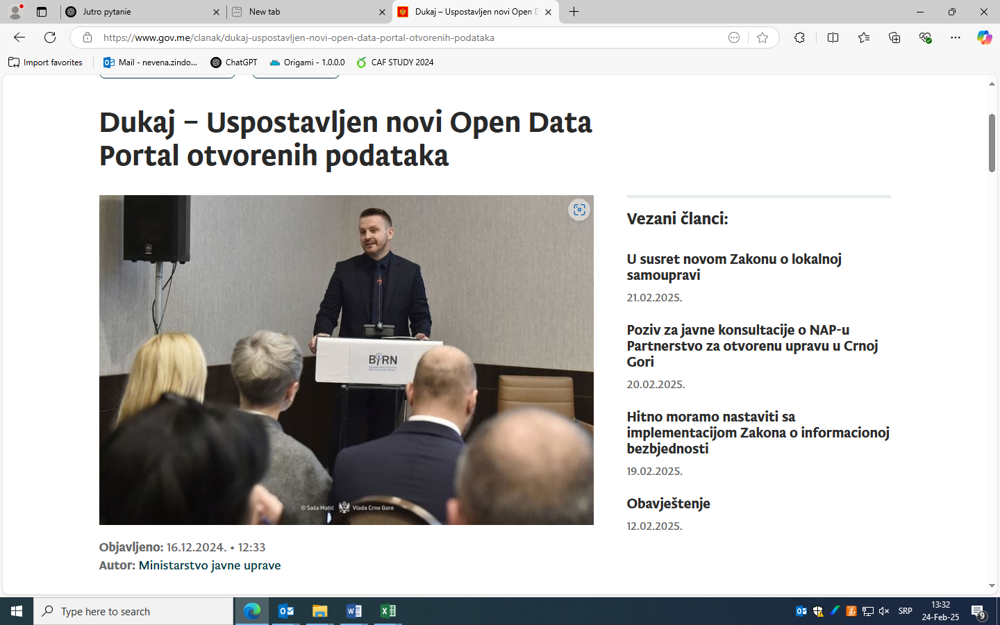 Jutro pytanie
New tab
Dukaj – Uspostavljen novi Open D
https://www.gov.me/clanak/dukaj-uspostavljen-novi-open-data-portal-otvorenih-podataka
Import favorites
Mail - nevena.zindo...
ChatGPT
Origami - 1.0.0.0
CAF STUDY 2024
Dukaj – Uspostavljen novi Open Data
Portal otvorenih podataka
BIRN
BALKAN INVESTIGATIVE
REPORTING NETWORK
© Saša Matić
Vlada Crne Gore
Objavljeno: 16.12.2024. • 12:33
Autor: Ministarstvo javne uprave
Vezani članci:
U susret novom Zakonu o lokalnoj
samoupravi
21.02.2025.
Poziv za javne konsultacije o NAP-u
Partnerstvo za otvorenu upravu u Crnoj
Gori
20.02.2025.
Hitno moramo nastaviti sa
implementacijom Zakona o informacionoj
bezbjednosti
19.02.2025.
Obavještenje
12.02.2025.
Type here to search
SRP
13:32
24-Feb-25
9